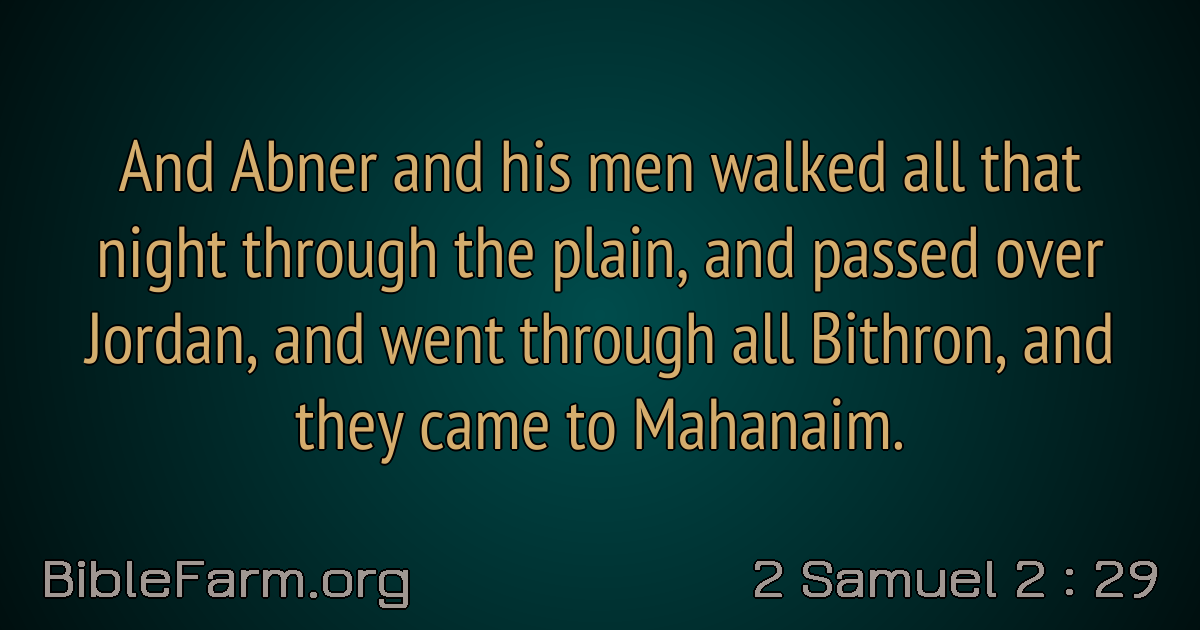 And Abner and his men walked all that
night through the plain, and passed over
Jordan, and went through all Bithron, and
they came to Mahanaim.
BibleFarm.org
2 Samuel 2 : 29